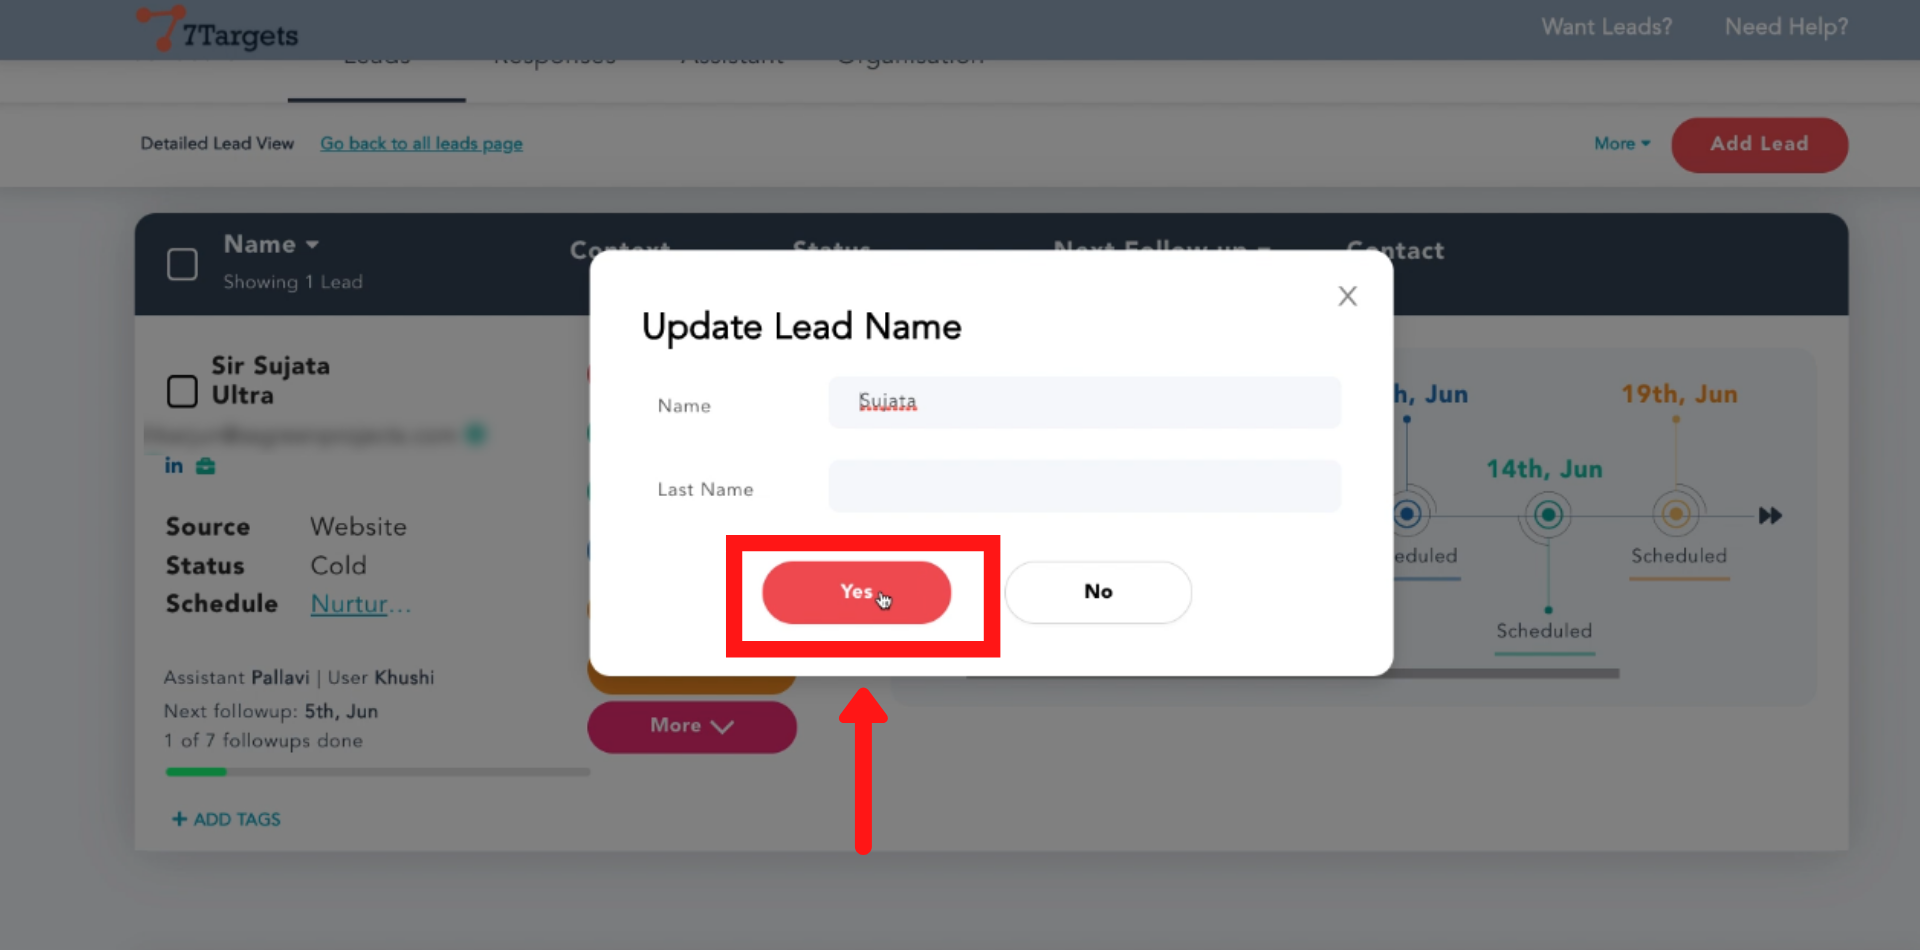 7Targets
Want Leads?
Need Help?
Leads
Responses
Assistant
Organisation
Detailed Lead View
Go back to all leads page
More
Add Lead
Name
Showing 1 Lead
Context
Status
Next Follow up
Contact
Update Lead Name
X
Name
Sujata
Last Name
Yes
No
Sir Sujata
Ultra
in
Source Website
Status Cold
Schedule Nurtur...
Assistant Pallavi | User Khushi
Next followup: 5th, Jun
1 of 7 followups done
+ ADD TAGS
More
h, Jun
19th, Jun
14th, Jun
eduled
Scheduled
Scheduled